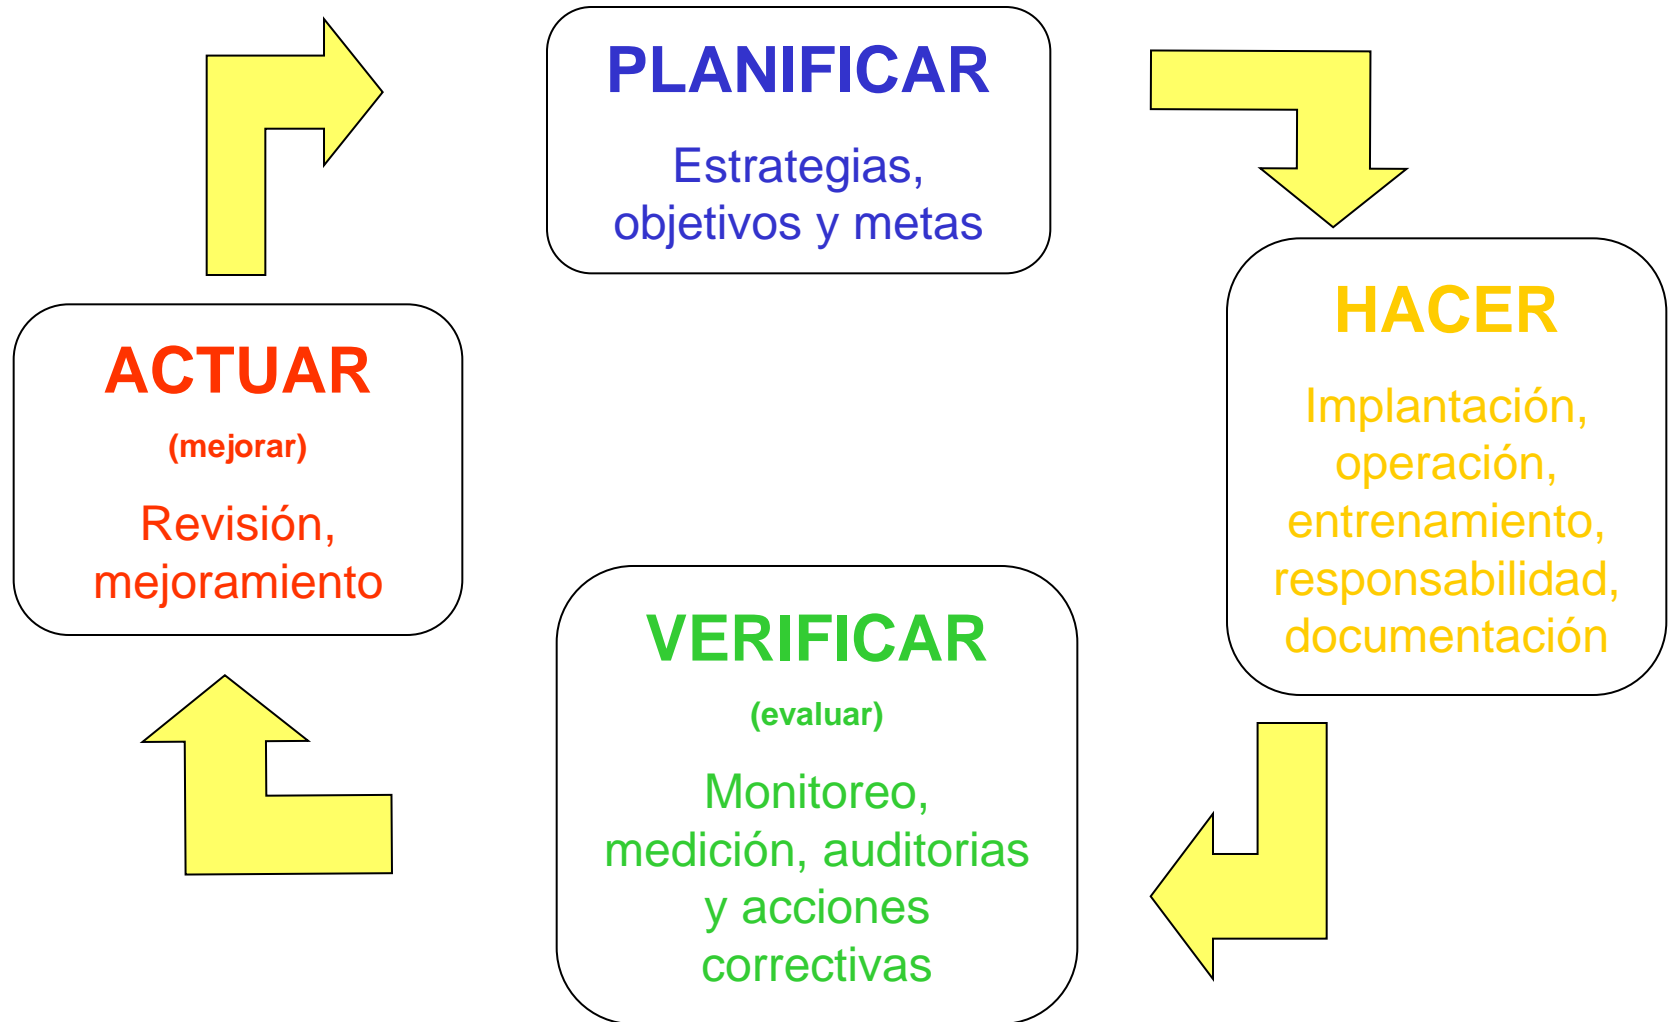 PLANIFICAR
Estrategias,
objetivos y metas
HACER
Implantación,
operación,
entrenamiento,
responsabilidad,
documentación
VERIFICAR
(evaluar)
Monitoreo,
medición, auditorias
y acciones
correctivas
ACTUAR
(mejorar)
Revisión,
mejoramiento